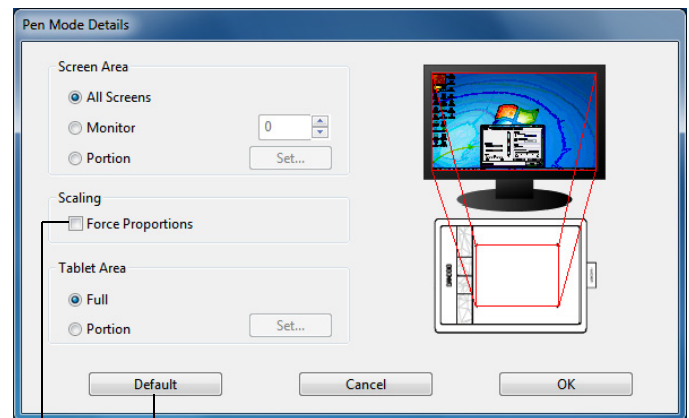 Pen Mode Details
Screen Area
All Screens
Monitor
0
Portion
Set...
Scaling
Force Proportions
Tablet Area
Full
Portion
Set...
Default
Cancel
OK